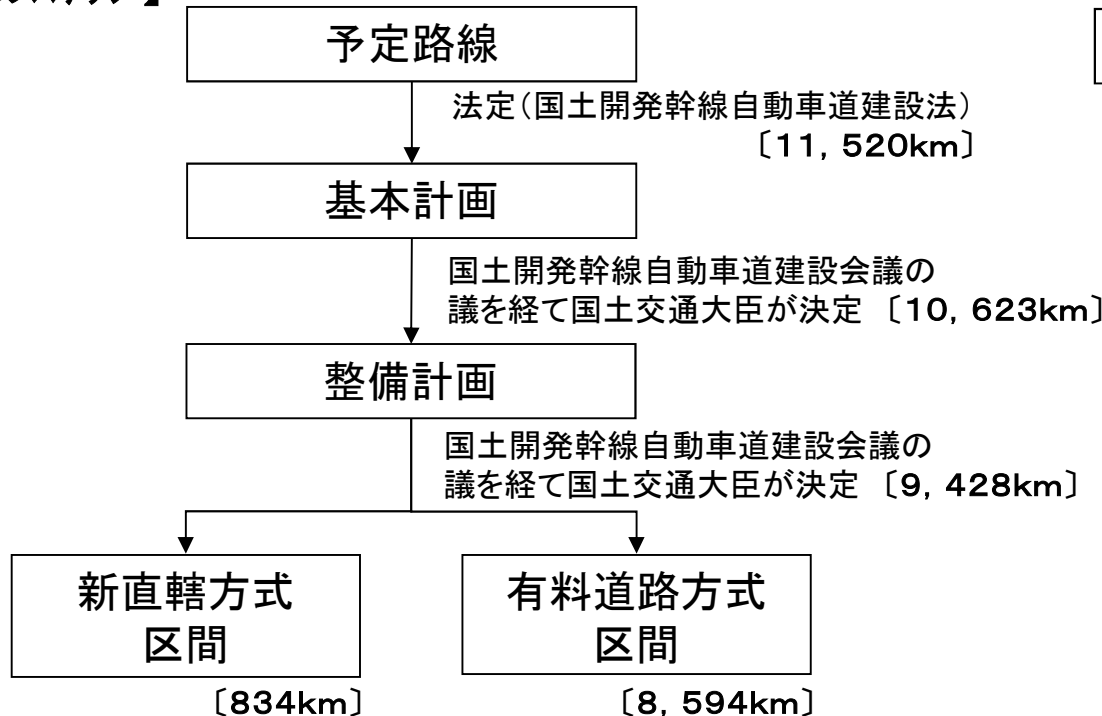 予定路線
法定(国土開発幹線自動車道建設法)
〔11, 520km〕
基本計画
国土開発幹線自動車道建設会議の
議を経て国土交通大臣が決定 〔10, 623km〕
整備計画
国土開発幹線自動車道建設会議の
議を経て国土交通大臣が決定 〔9, 428km〕
新直轄方式
区間
〔834km〕
有料道路方式
区間
〔8, 594km〕